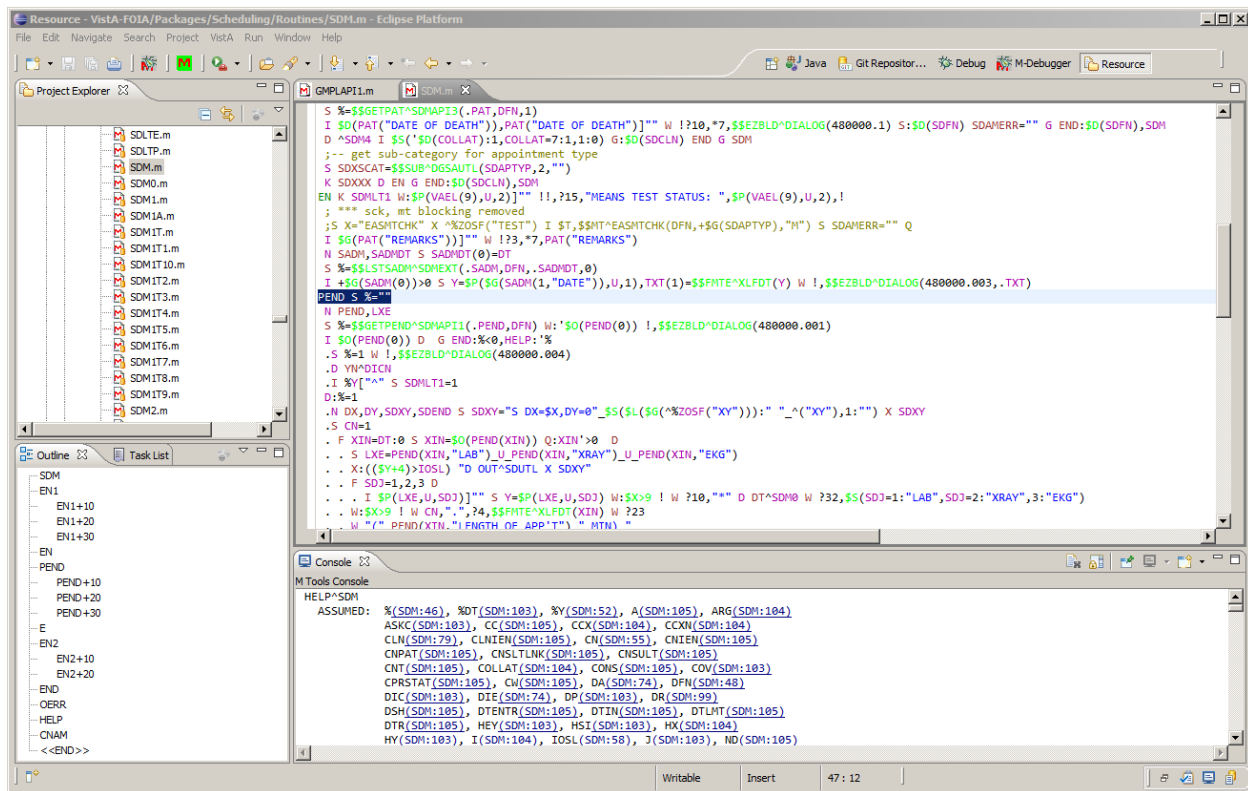 Resource - VistA-FOIA/Packages/Scheduling/Routines/SDM.m - Eclipse Platform
File Edit Navigate Search Project VistA Run Window Help
Java Git Repositor... Debug M-Debugger Resource
Project Explorer
SDLTE.m
SDLTP.m
SDM.m
SDM0.m
SDM1.m
SDM1A.m
SDM1T.m
SDM1T1.m
SDM1T10.m
SDM1T2.m
SDM1T3.m
SDM1T4.m
SDM1T5.m
SDM1T6.m
SDM1T7.m
SDM1T8.m
SDM1T9.m
SDM2.m
Outline Task List
SDM
EN1
EN1+10
EN1+20
EN1+30
EN
PEND
PEND+10
PEND+20
PEND+30
E
EN2
EN2+10
EN2+20
END
OERR
HELP
CNAM
<<END>>
GMPLAPI1.m SDM.m
S %=$$GETPAT^SDMAPI3(.PAT,DFN,1)
I $D(PAT("DATE OF DEATH")),PAT("DATE OF DEATH")]"" W !?10,*7,$$EZBLD^DIALOG(480000.1) S:$D(SDFN) SDAMERR="" G END:$D(SDFN),SDM
D ^SDM4 I $S('$D(COLLAT):1,COLLAT=7:1,1:0) G:$D(SDCLN) END G SDM
;-- get sub-category for appointment type
S SDXSCAT=$$SUB^DGSAUTL(SDAPTYP,2,"")
K SDXXX D EN G END:$D(SDCLN),SDM
EN K SDMLT1 W:$P(VAEL(9),U,2)]"" !!,?15,"MEANS TEST STATUS: ",$P(VAEL(9),U,2),!
; *** sck, mt blocking removed
;S X="EASMTCHK" X ^%ZOSF("TEST") I $T,$$MT^EASMTCHK(DFN,+$G(SDAPTYP),"M") S SDAMERR="" Q
I $G(PAT("REMARKS"))]"" W !?3,*7,PAT("REMARKS")
N SADM,SADMDT S SADMDT(0)=DT
S %=$$LSTSADM^SDMEXT(.SADM,DFN,.SADMDT,0)
I +$G(SADM(0))>0 S Y=$P($G(SADM(1,"DATE")),U,1),TXT(1)=$$FMTE^XLFDT(Y) W !,$$EZBLD^DIALOG(480000.003,.TXT)
PEND S %=""
N PEND,LXE
S %=$$GETPEND^SDMAPI1(.PEND,DFN) W:'$O(PEND(0)) !,$$EZBLD^DIALOG(480000.001)
I $O(PEND(0)) D  G END:%<0,HELP:'%
.S %=1 W !,$$EZBLD^DIALOG(480000.004)
.D YN^DICN
.I %Y["^" S SDMLT1=1
D:%=1
.N DX,DY,SDXY,SDEND S SDXY="S DX=$X,DY=0"_$S($L($G(^%ZOSF("XY"))):" "_^("XY"),1:"") X SDXY
.S CN=1
. F XIN=DT:0 S XIN=$O(PEND(XIN)) Q:XIN'>0  D
. . S LXE=PEND(XIN,"LAB")_U_PEND(XIN,"XRAY")_U_PEND(XIN,"EKG")
. . X:(($Y+4)>IOSL) "D OUT^SDUTL X SDXY"
. . F SDJ=1,2,3 D
. . . I $P(LXE,U,SDJ)]"" S Y=$P(LXE,U,SDJ) W:$X>9 ! W ?10,"*" D DT^SDM0 W ?32,$S(SDJ=1:"LAB",SDJ=2:"XRAY",3:"EKG")
. . W:$X>9 ! W CN,".",?4,$$FMTE^XLFDT(XIN) W ?23
. . W "(",PEND(XIN,"LENGTH OF APP'T")," MIN) "
Console
M Tools Console
HELP^SDM
ASSUMED: %(SDM:46), %DT(SDM:103), %Y(SDM:52), A(SDM:105), ARG(SDM:104)
ASKC(SDM:103), CC(SDM:105), CCX(SDM:104), CCXN(SDM:104)
CLN(SDM:79), CLNIEN(SDM:105), CN(SDM:55), CNIEN(SDM:105)
CNPAT(SDM:105), CNSLTLNK(SDM:105), CNSULT(SDM:105)
CNT(SDM:105), COLLAT(SDM:104), CONS(SDM:105), COV(SDM:103)
CPRSTAT(SDM:105), CW(SDM:105), DA(SDM:74), DFN(SDM:48)
DIC(SDM:103), DIE(SDM:74), DP(SDM:103), DR(SDM:99)
DSH(SDM:105), DTENTR(SDM:105), DTIN(SDM:105), DTLMT(SDM:105)
DTR(SDM:105), HEY(SDM:103), HSI(SDM:103), HX(SDM:104)
HY(SDM:103), I(SDM:104), IOSL(SDM:58), J(SDM:103), ND(SDM:105)
Writable Insert 47 : 12